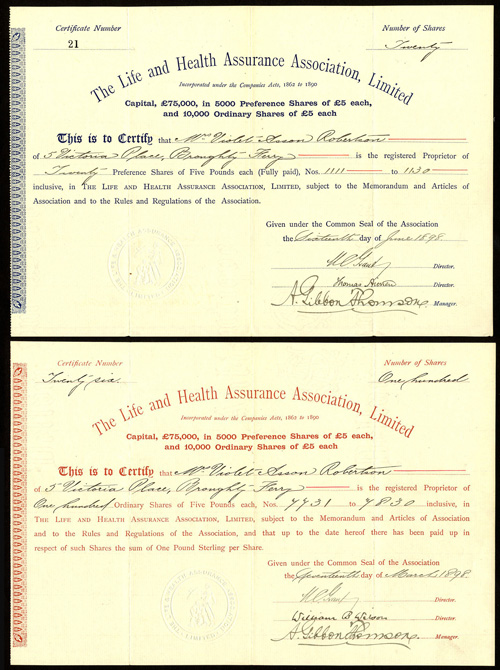 Certificate Number
21
Number of Shares
Twenty
The Life and Health Assurance Association, Limited
Incorporated under the Companies Acts, 1862 to 1890
Capital, £75,000, in 5000 Preference Shares of £5 each,
and 10,000 Ordinary Shares of £5 each
This is to Certify that Mrs Violet Robertson
of 5 Victoria Place, Broughty Ferry is the registered Proprietor of
Twenty Preference Shares of Five Pounds each (Fully paid), Nos. 1111 to 1130
inclusive, in THE LIFE AND HEALTH ASSURANCE ASSOCIATION, LIMITED, subject to the Memorandum and Articles of
Association and to the Rules and Regulations of the Association.
Given under the Common Seal of the Association
the Sixteenth day of June 1898
Director.
Thomas Director.
A. Gibbon Thomson Manager.
Certificate Number
Twenty six
Number of Shares
One hundred
The Life and Health Assurance Association, Limited
Incorporated under the Companies Acts, 1862 to 1890
Capital, £75,000, in 5000 Preference Shares of £5 each,
and 10,000 Ordinary Shares of £5 each
This is to Certify that Mrs Violet Robertson
of 5 Victoria Place, Broughty Ferry is the registered Proprietor of
One hundred Ordinary Shares of Five Pounds each, Nos. 7731 to 7830 inclusive, in
THE LIFE AND HEALTH ASSURANCE ASSOCIATION, LIMITED, subject to the Memorandum and Articles of Association
and to the Rules and Regulations of the Association, and that up to the date hereof there has been paid up in
respect of such Shares the sum of One Pound Sterling per Share.
Given under the Common Seal of the Association
the Seventeenth day of March 1898
Director.
William B Wilson Director.
A. Gibbon Thomson Manager.